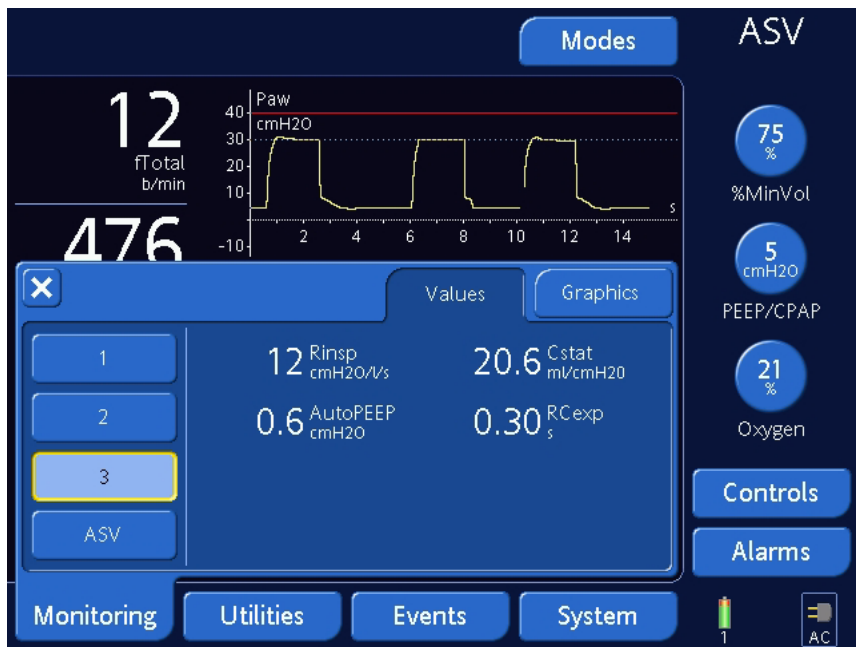 Modes
ASV
12
fTotal
b/min
Paw
cmH2O
40
30
20
10
-10
2 4 6 8 10 12 14
s
476
75
%
%MinVol
5
cmH2O
PEEP/CPAP
21
%
Oxygen
Values
Graphics
1
2
3
ASV
12 Rinsp
cmH2O/l/s
20.6 Cstat
ml/cmH20
0.6 AutoPEEP
cmH2O
0.30 RCexp
s
Controls
Alarms
Monitoring
Utilities
Events
System
1
AC